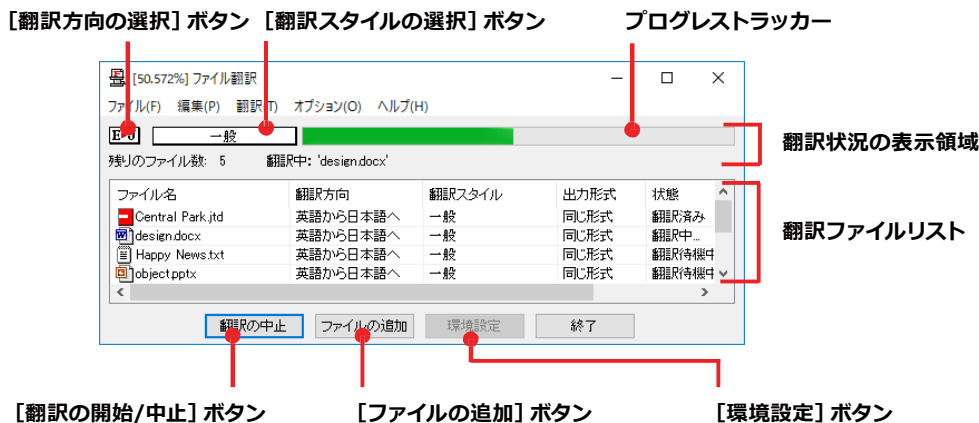 ［翻訳方向の選択］ボタン ［翻訳スタイルの選択］ボタン プログレストラッカー
[50.572%] ファイル翻訳
ファイル(F) 編集(P) 翻訳(T) オプション(O) ヘルプ(H)
E J 一般
翻訳状況の表示領域
残りのファイル数: 5 翻訳中: 'design.docx'
ファイル名 翻訳方向 翻訳スタイル 出力形式 状態
Central Park.jtd 英語から日本語へ 一般 同じ形式 翻訳済み
design.docx 英語から日本語へ 一般 同じ形式 翻訳中...
Happy News.txt 英語から日本語へ 一般 同じ形式 翻訳待機中
object.pptx 英語から日本語へ 一般 同じ形式 翻訳待機中
翻訳ファイルリスト
翻訳の中止 ファイルの追加 環境設定 終了
［翻訳の開始/中止］ボタン ［ファイルの追加］ボタン ［環境設定］ボタン